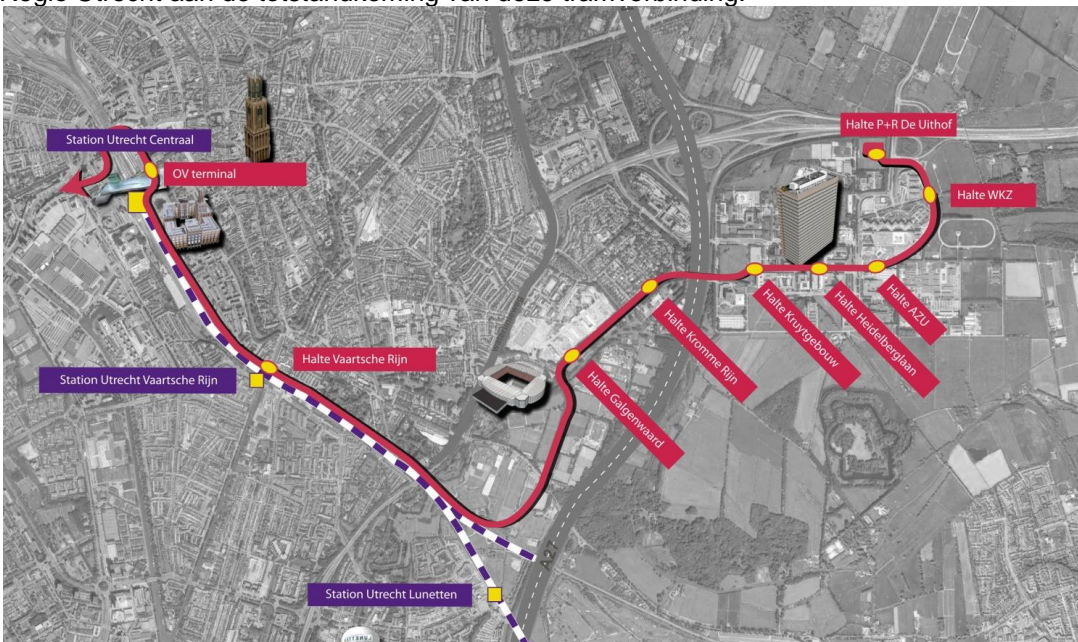 Regio Utrecht aan de totstandkoming van deze tramverbinding.
Station Utrecht Centraal
OV terminal
Halte P+R De Uithof
Halte WKZ
Halte AZU
Halte Heidelberglaan
Halte Kruytgebouw
Halte Kromme Rijn
Halte Galgenwaard
Halte Vaartsche Rijn
Station Utrecht Vaartsche Rijn
Station Utrecht Lunetten